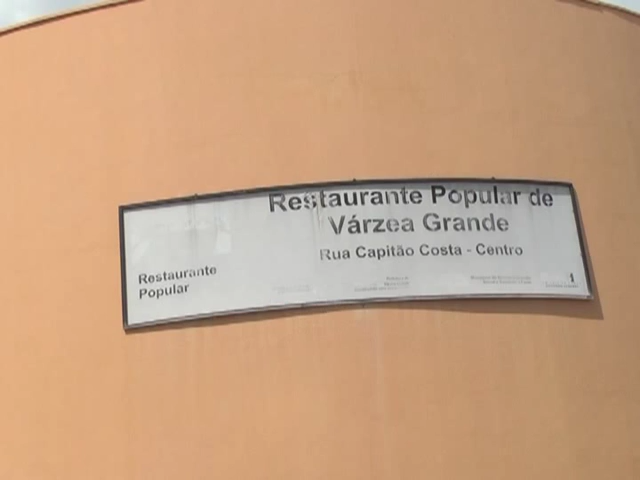 Restaurante Popular de
Várzea Grande
Rua Capitão Costa - Centro
Restaurante
Popular